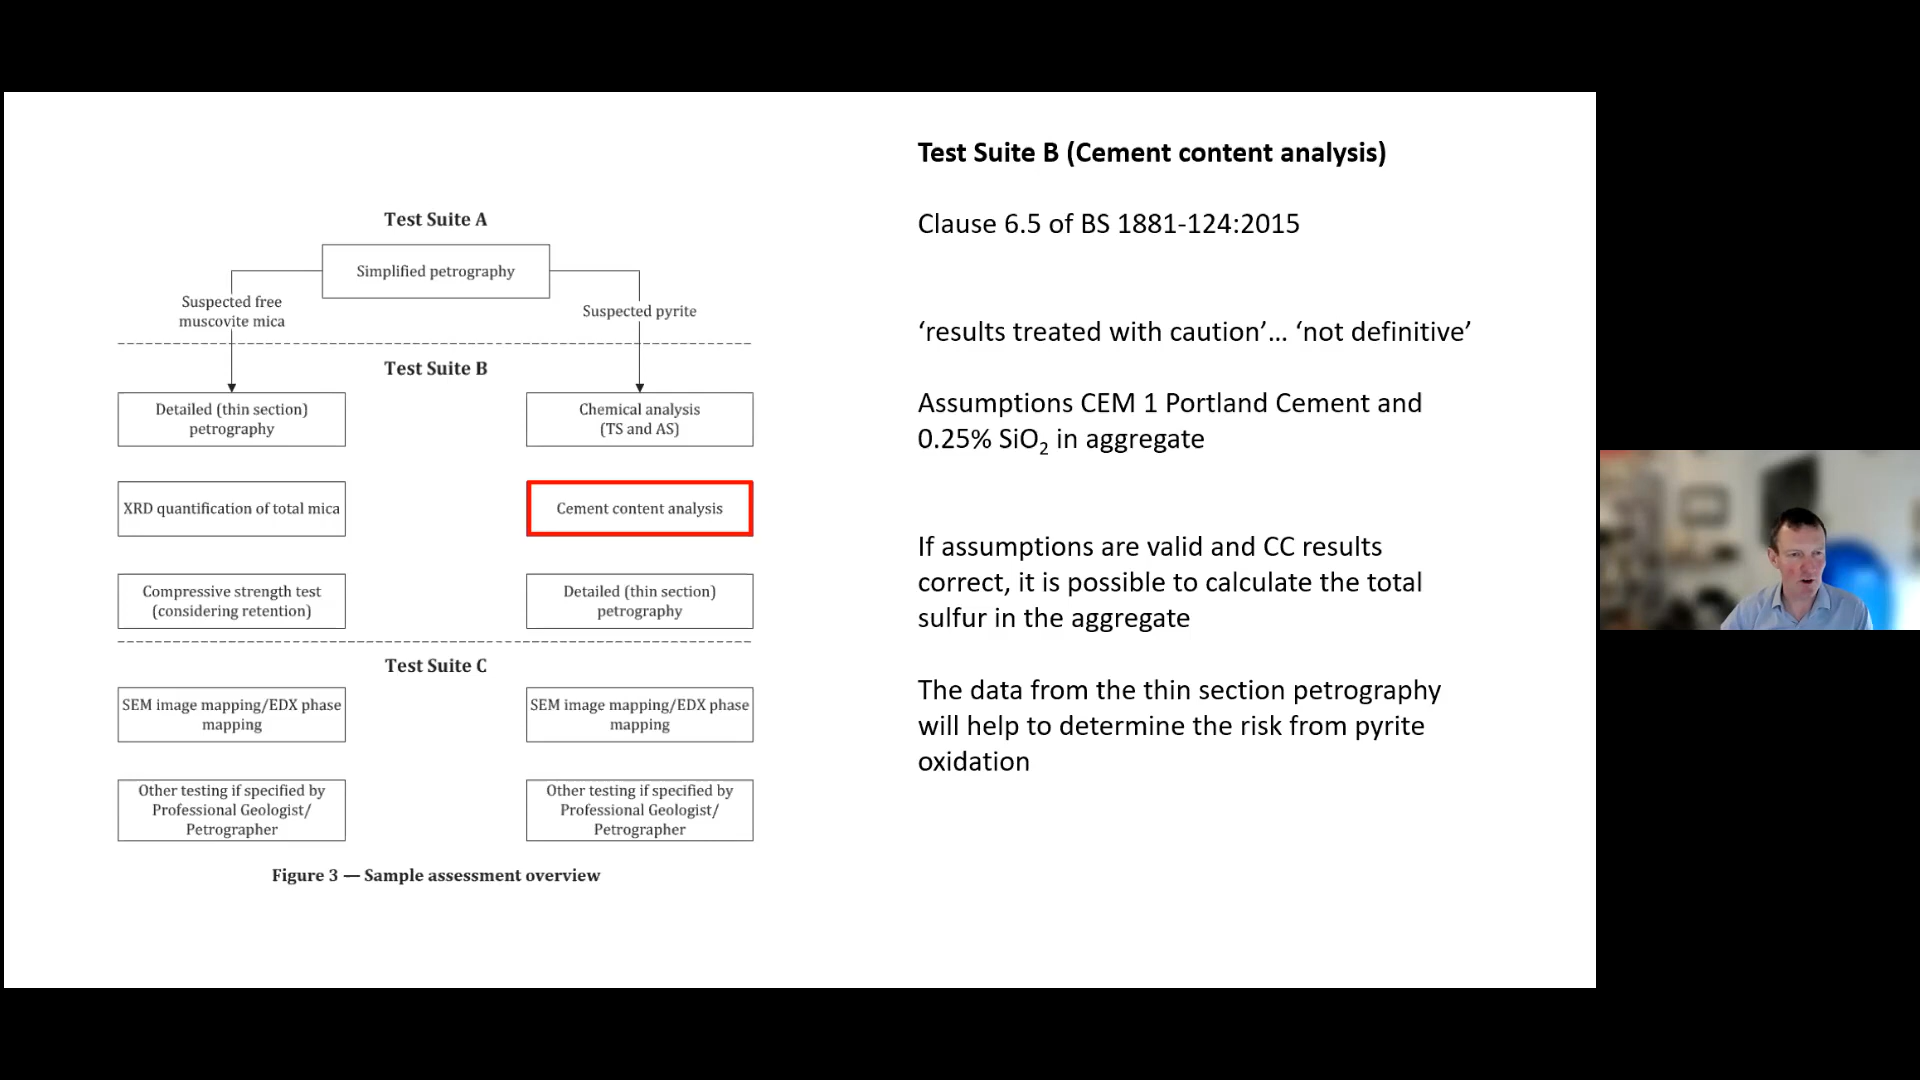 Test Suite A
Simplified petrography
Suspected free
muscovite mica
Suspected pyrite
Test Suite B
Detailed (thin section)
petrography
Chemical analysis
(TS and AS)
XRD quantification of total mica
Cement content analysis
Compressive strength test
(considering retention)
Detailed (thin section)
petrography
Test Suite C
SEM image mapping/EDX phase
mapping
SEM image mapping/EDX phase
mapping
Other testing if specified by
Professional Geologist/
Petrographer
Other testing if specified by
Professional Geologist/
Petrographer
Figure 3 — Sample assessment overview
Test Suite B (Cement content analysis)
Clause 6.5 of BS 1881-124:2015
‘results treated with caution’... ‘not definitive’
Assumptions CEM 1 Portland Cement and
0.25% SiO₂ in aggregate
If assumptions are valid and CC results
correct, it is possible to calculate the total
sulfur in the aggregate
The data from the thin section petrography
will help to determine the risk from pyrite
oxidation